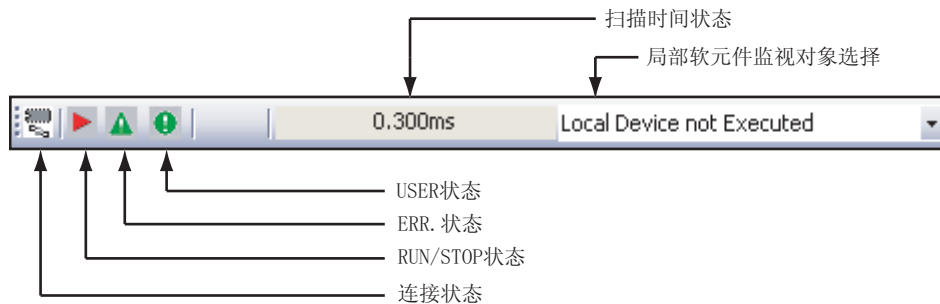 扫描时间状态
局部软元件监视对象选择
0.300ms
Local Device not Executed
USER状态
ERR.状态
RUN/STOP状态
连接状态